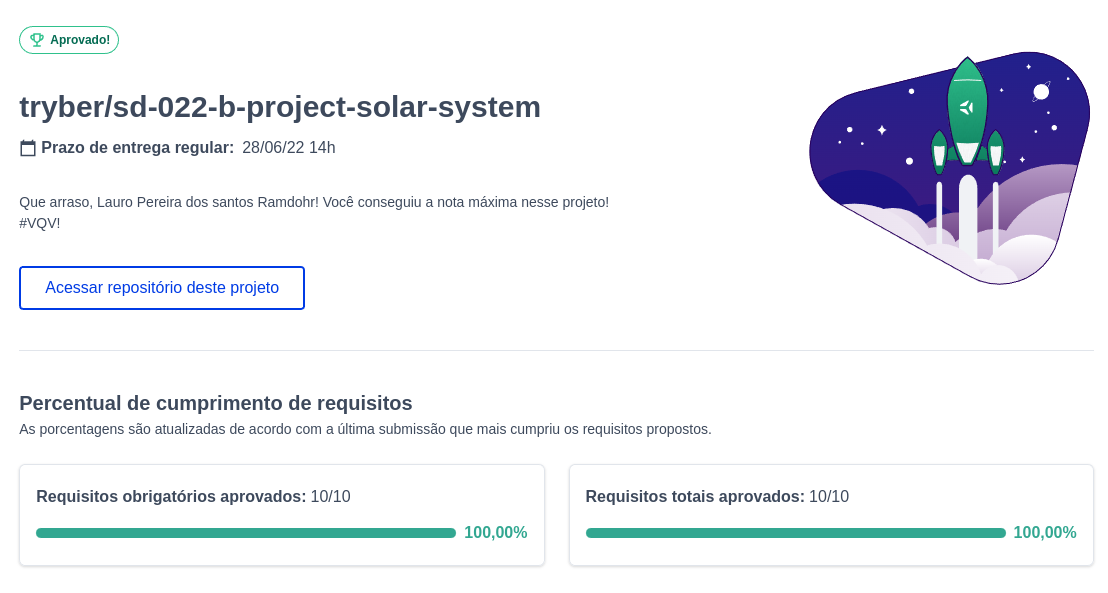 Aprovado!
tryber/sd-022-b-project-solar-system
Prazo de entrega regular: 28/06/22 14h
Que arraso, Lauro Pereira dos santos Ramdohr! Você conseguiu a nota máxima nesse projeto!
#VQV!
Acessar repositório deste projeto
Percentual de cumprimento de requisitos
As porcentagens são atualizadas de acordo com a última submissão que mais cumpriu os requisitos propostos.
Requisitos obrigatórios aprovados: 10/10
100,00%
Requisitos totais aprovados: 10/10
100,00%